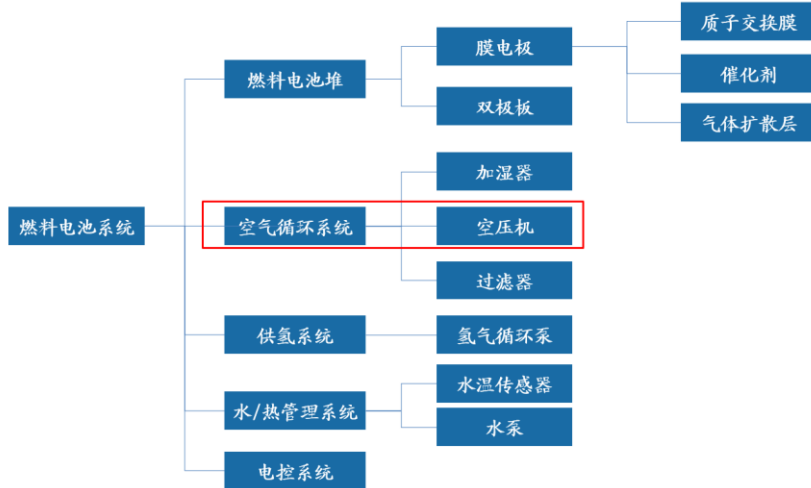 质子交换膜
膜电极
催化剂
燃料电池堆
双极板
气体扩散层
加湿器
燃料电池系统
空气循环系统
空压机
过滤器
供氢系统
氢气循环泵
水温传感器
水/热管理系统
水泵
电控系统